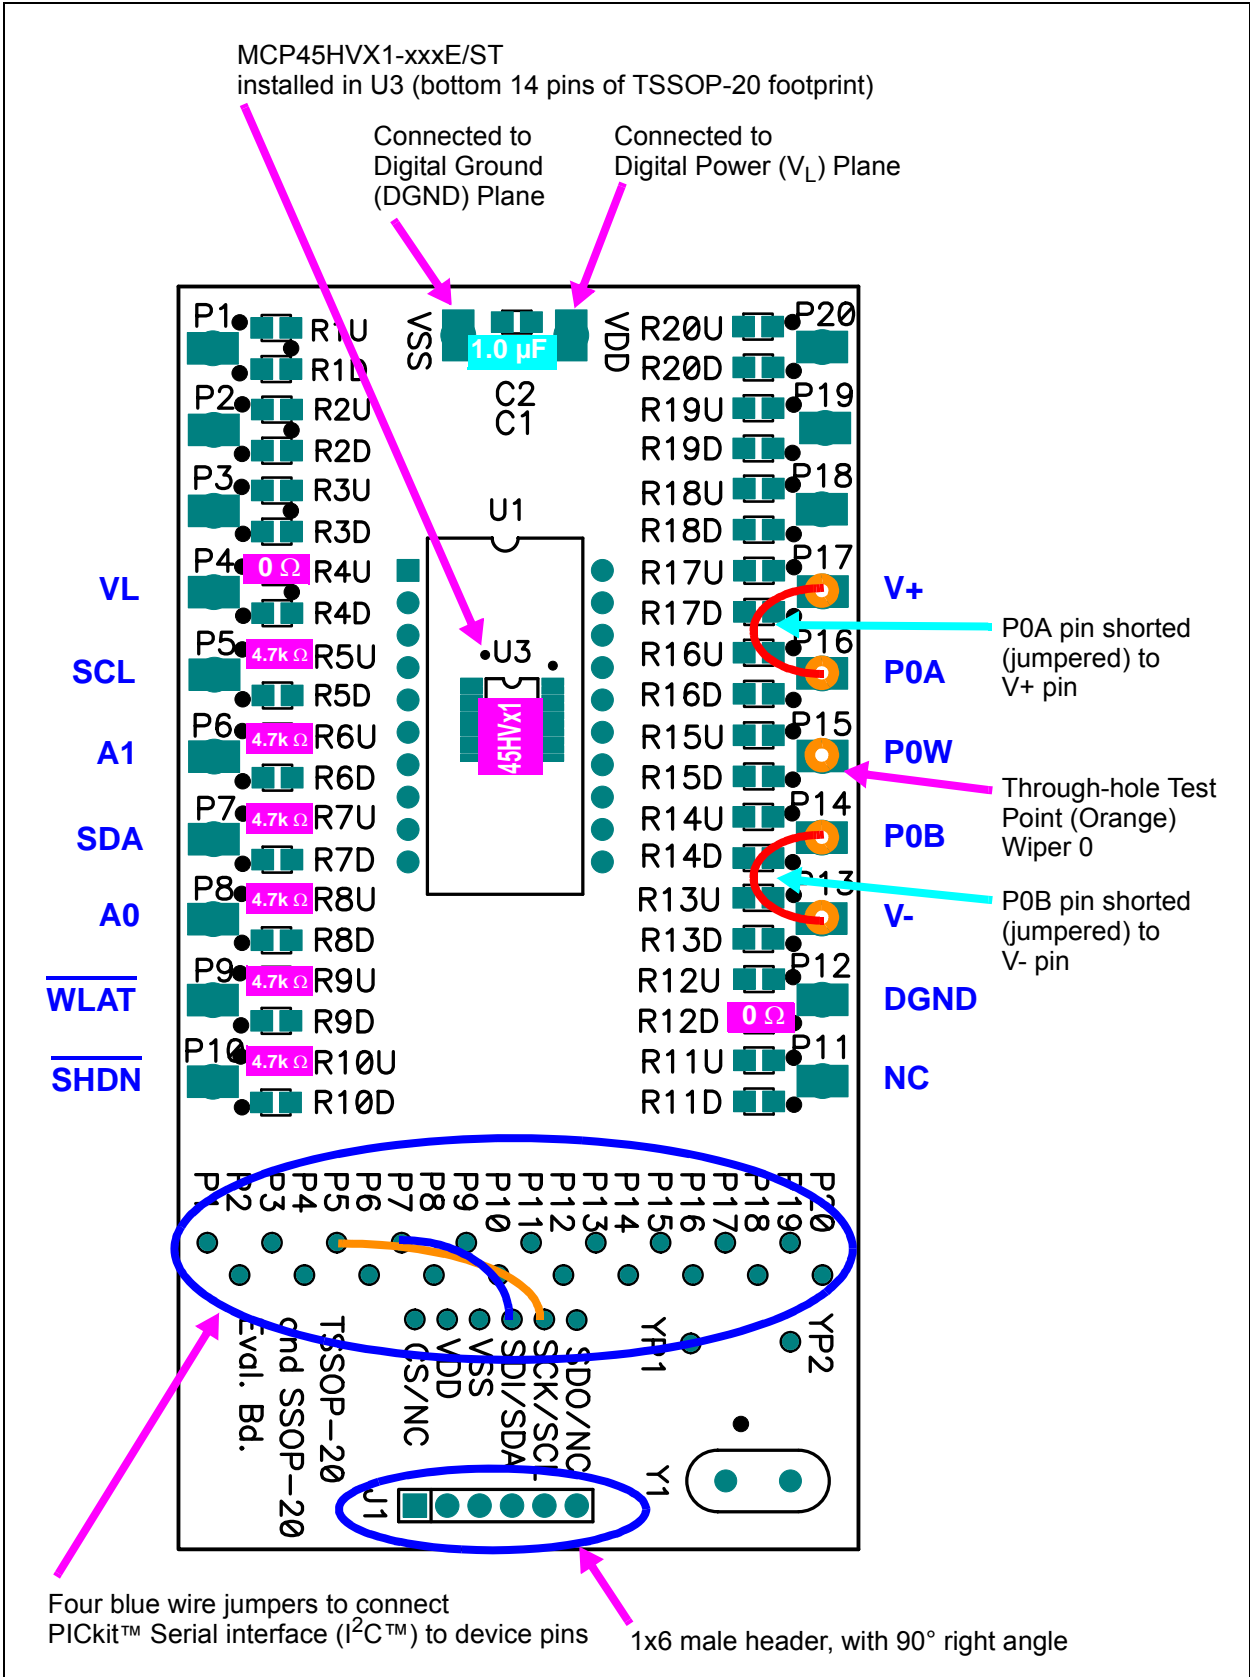 MCP45HVX1-xxxE/ST
installed in U3 (bottom 14 pins of TSSOP-20 footprint)
Connected to
Digital Ground
(DGND) Plane
Connected to
Digital Power (VL) Plane
VSS
1.0 µF
VDD
C2
C1
P1
R1U
R1D
P2
R2U
R2D
P3
R3U
R3D
P4
0 Ω
R4U
R4D
VL
P5
4.7k Ω
R5U
R5D
SCL
P6
4.7k Ω
R6U
R6D
A1
P7
4.7k Ω
R7U
R7D
SDA
P8
4.7k Ω
R8U
R8D
A0
P9
4.7k Ω
R9U
R9D
WLAT
P10
4.7k Ω
R10U
R10D
SHDN
U1
U3
45HVx1
R20U
P20
R20D
R19U
P19
R19D
R18U
P18
R18D
R17U
P17
R17D
V+
R16U
P16
R16D
P0A
R15U
P15
R15D
P0W
R14U
P14
R14D
P0B
R13U
P13
R13D
V-
R12U
P12
R12D
0 Ω
DGND
R11U
P11
R11D
NC
P0A pin shorted
(jumpered) to
V+ pin
Through-hole Test
Point (Orange)
Wiper 0
P0B pin shorted
(jumpered) to
V- pin
P1
P2
P3
P4
P5
P6
P7
P8
P9
P10
P11
P12
P13
P14
P15
P16
P17
P18
P19
P20
TSSOP-20
and SSOP-20
Eval. Bd.
CS/NC
VDD
VSS
SDI/SDA
SCK/SCL
SDO/NC
YP1
YP2
J1
Y1
Four blue wire jumpers to connect
PICkit™ Serial interface (I²C™) to device pins
1x6 male header, with 90° right angle